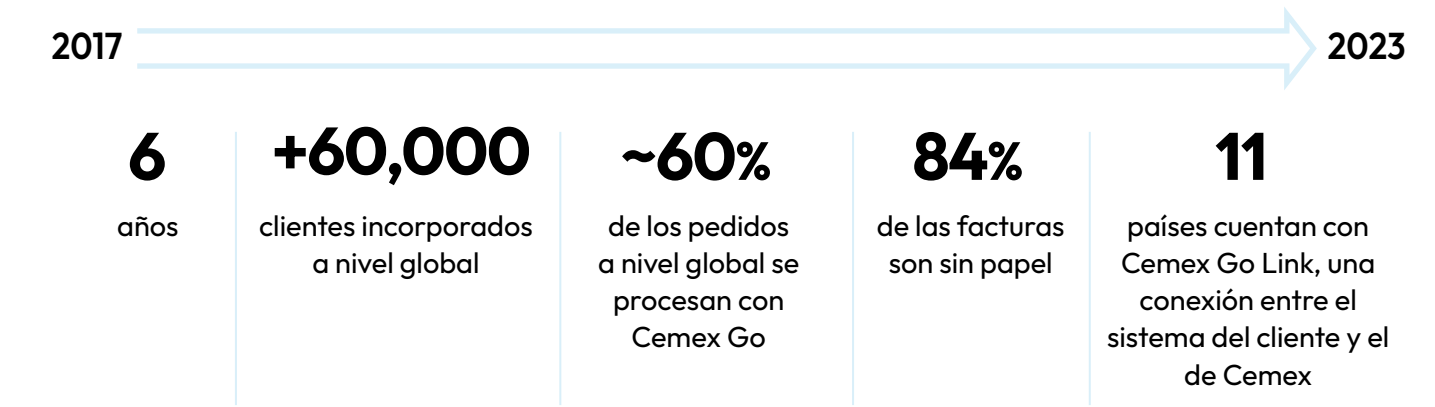 2017
2023
6
años
+60,000
clientes incorporados
a nivel global
~60%
de los pedidos
a nivel global se
procesan con
Cemex Go
84%
de las facturas
son sin papel
11
países cuentan con
Cemex Go Link, una
conexión entre el
sistema del cliente y el
de Cemex